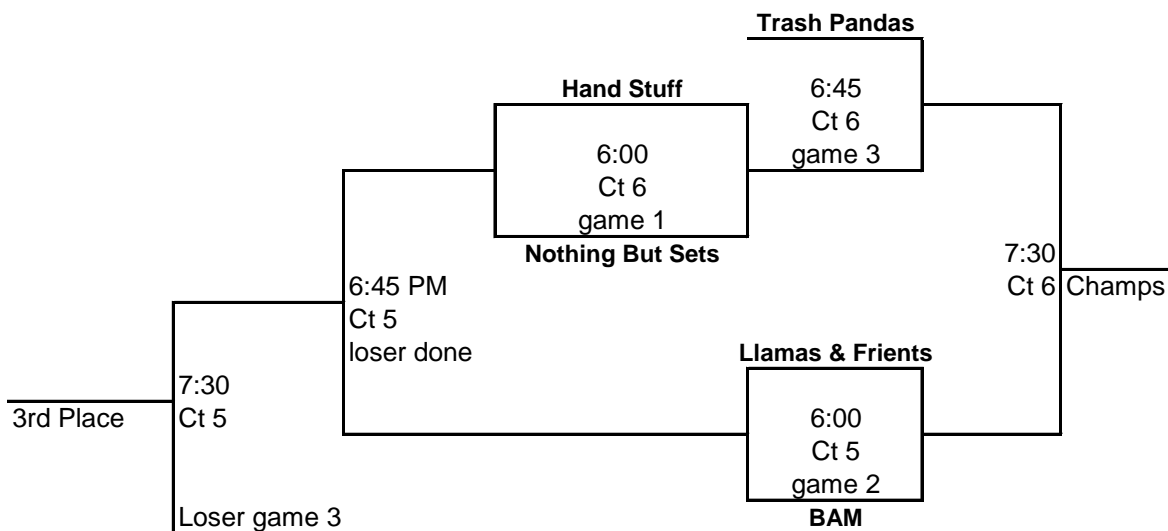 Trash Pandas
Hand Stuff
6:45
Ct 6
game 3
6:00
Ct 6
game 1
Nothing But Sets
7:30
Ct 6
Champs
6:45 PM
Ct 5
loser done
Llamas & Frients
7:30
Ct 5
3rd Place
6:00
Ct 5
game 2
Loser game 3
BAM